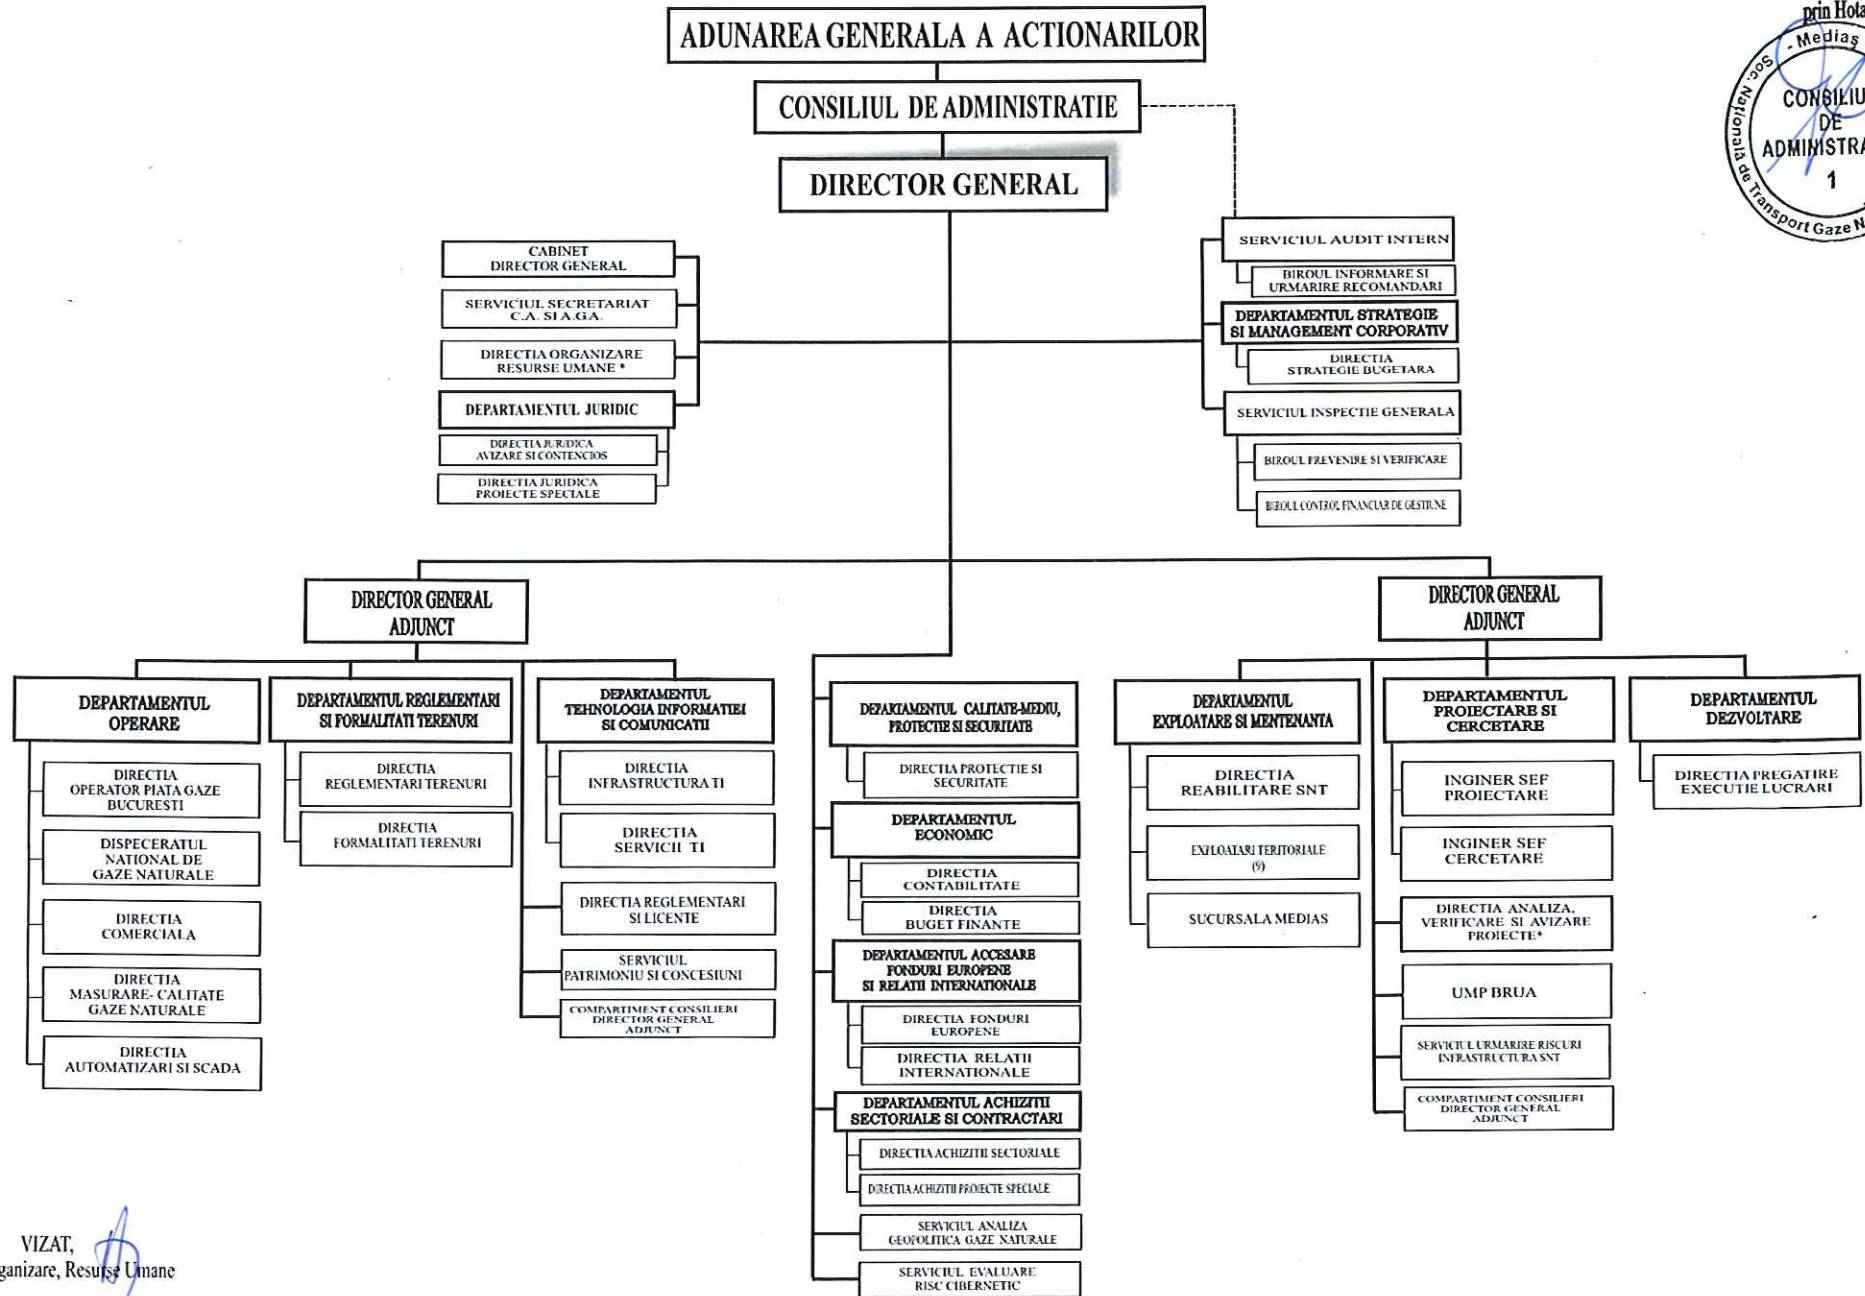 ADUNAREA GENERALA A ACTIONARILOR
CONSILIUL DE ADMINISTRATIE
DIRECTOR GENERAL
prin Hota
- Mediaş
Soc. Naţională de Transport Gaze N
CONSILIU
DE
ADMINISTRA
1
CABINET
DIRECTOR GENERAL
SERVICIUL SECRETARIAT
C.A. SI A.GA.
DIRECTIA ORGANIZARE
RESURSE UMANE *
DEPARTAMENTUL JURIDIC
DIRECTIA JURIDICA
AVIZARE SI CONTENCIOS
DIRECTIA JURIDICA
PROIECTE SPECIALE
SERVICIUL AUDIT INTERN
BIROUL INFORMARE SI
URMARIRE RECOMANDARI
DEPARTAMENTUL STRATEGIE
SI MANAGEMENT CORPORATIV
DIRECTIA
STRATEGIE BUGETARA
SERVICIUL INSPECTIE GENERALA
BIROUL PREVENIRE SI VERIFICARE
BIROUL CONTROL FINANCIAR DE GESTIUNE
DIRECTOR GENERAL
ADJUNCT
DEPARTAMENTUL
OPERARE
DIRECTIA
OPERATOR PIATA GAZE
BUCURESTI
DISPECERATUL
NATIONAL DE
GAZE NATURALE
DIRECTIA
COMERCIALA
DIRECTIA
MASURARE- CALITATE
GAZE NATURALE
DIRECTIA
AUTOMATIZARI SI SCADA
DEPARTAMENTUL REGLEMENTARI
SI FORMALITATI TERENURI
DIRECTIA
REGLEMENTARI TERENURI
DIRECTIA
FORMALITATI TERENURI
DEPARTAMENTUL
TEHNOLOGIA INFORMATIEI
SI COMUNICATII
DIRECTIA
INFRASTRUCTURA TI
DIRECTIA
SERVICII TI
DIRECTIA REGLEMENTARI
SI LICENTE
SERVICIUL
PATRIMONIU SI CONCESIUNI
COMPARTIMENT CONSILIERI
DIRECTOR GENERAL
ADJUNCT
DEPARTAMENTUL CALITATE-MEDIU,
PROTECTIE SI SECURITATE
DIRECTIA PROTECTIE SI
SECURITATE
DEPARTAMENTUL
ECONOMIC
DIRECTIA
CONTABILITATE
DIRECTIA
BUGET FINANTE
DEPARTAMENTUL ACCESARE
FONDURI EUROPENE
SI RELATII INTERNATIONALE
DIRECTIA FONDURI
EUROPENE
DIRECTIA RELATII
INTERNATIONALE
DEPARTAMENTUL ACHIZITII
SECTORIALE SI CONTRACTARI
DIRECTIA ACHIZITII SECTORIALE
DIRECTIA ACHIZITII PROIECTE SPECIALE
SERVICIUL ANALIZA
GEOPOLITICA GAZE NATURALE
SERVICIUL EVALUARE
RISC CIBERNETIC
DIRECTOR GENERAL
ADJUNCT
DEPARTAMENTUL
EXPLOATARE SI MENTENANTA
DIRECTIA
REABILITARE SNT
EXPLOATARI TERITORIALE
(9)
SUCURSALA MEDIAS
DEPARTAMENTUL
PROIECTARE SI
CERCETARE
INGINER SEF
PROIECTARE
INGINER SEF
CERCETARE
DIRECTIA ANALIZA,
VERIFICARE SI AVIZARE
PROIECTE*
UMP BRUA
SERVICIUL URMARIRE RISCURI
INFRASTRUCTURA SNT
COMPARTIMENT CONSILIERI
DIRECTOR GENERAL
ADJUNCT
DEPARTAMENTUL
DEZVOLTARE
DIRECTIA PREGATIRE
EXECUTIE LUCRARI
VIZAT,
ganizare, Resurse Umane